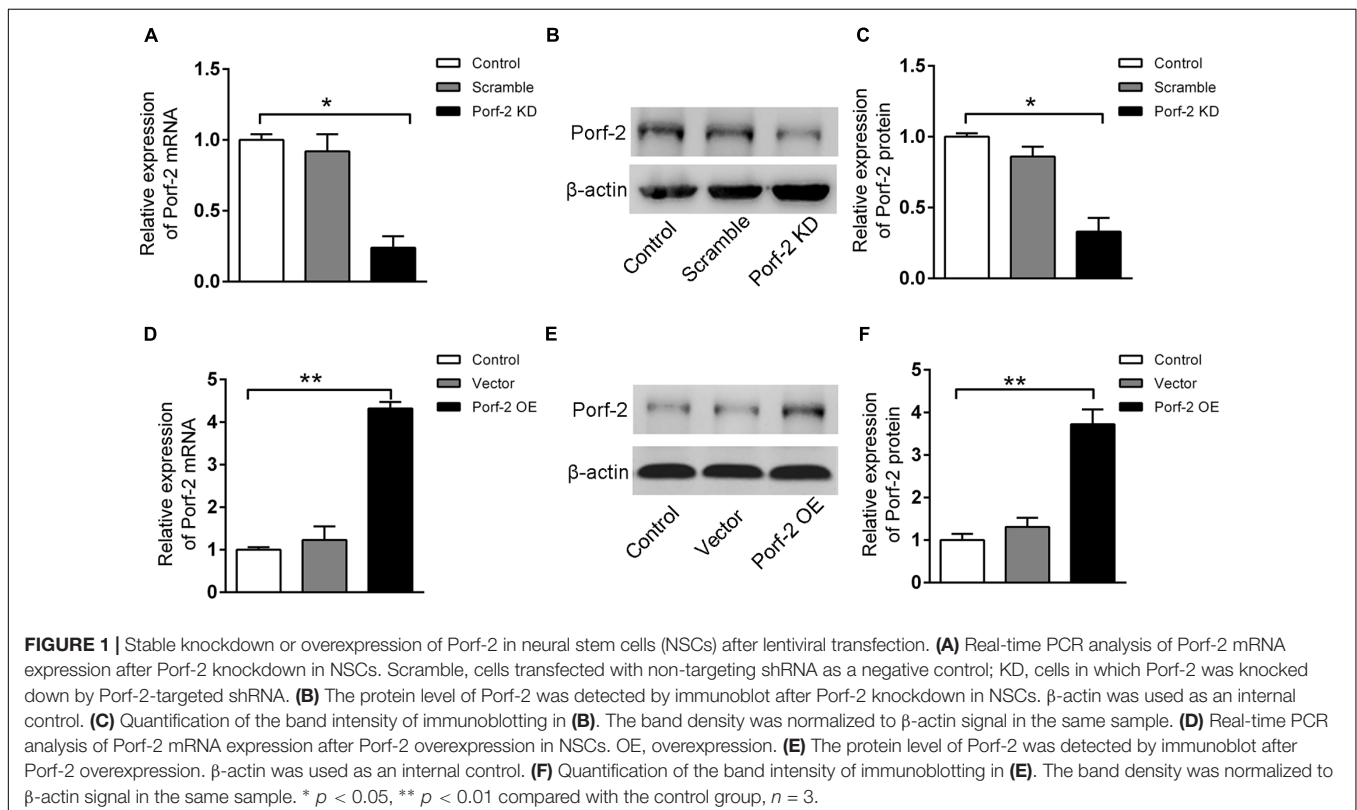 A
Relative expression
of Porf-2 mRNA
1.5
1.0
0.5
0.0
*
Control
Scramble
Porf-2 KD
B
Porf-2
β-actin
Control
Scramble
Porf-2 KD
C
Relative expression
of Porf-2 protein
1.5
1.0
0.5
0.0
*
Control
Scramble
Porf-2 KD
D
Relative expression
of Porf-2 mRNA
5
4
3
2
1
0
**
Control
Vector
Porf-2 OE
E
Porf-2
β-actin
Control
Vector
Porf-2 OE
F
Relative expression
of Porf-2 protein
5
4
3
2
1
0
**
Control
Vector
Porf-2 OE
FIGURE 1 | Stable knockdown or overexpression of Porf-2 in neural stem cells (NSCs) after lentiviral transfection. (A) Real-time PCR analysis of Porf-2 mRNA
expression after Porf-2 knockdown in NSCs. Scramble, cells transfected with non-targeting shRNA as a negative control; KD, cells in which Porf-2 was knocked
down by Porf-2-targeted shRNA. (B) The protein level of Porf-2 was detected by immunoblot after Porf-2 knockdown in NSCs. β-actin was used as an internal
control. (C) Quantification of the band intensity of immunoblotting in (B). The band density was normalized to β-actin signal in the same sample. (D) Real-time PCR
analysis of Porf-2 mRNA expression after Porf-2 overexpression in NSCs. OE, overexpression. (E) The protein level of Porf-2 was detected by immunoblot after
Porf-2 overexpression. β-actin was used as an internal control. (F) Quantification of the band intensity of immunoblotting in (E). The band density was normalized to
β-actin signal in the same sample. * p < 0.05, ** p < 0.01 compared with the control group, n = 3.